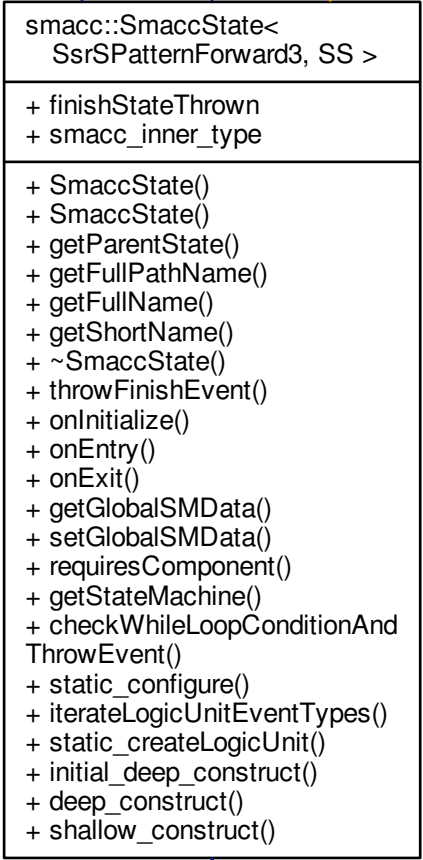 smacc::SmaccState<
SsrSPatternForward3, SS >
+ finishStateThrown
+ smacc_inner_type
+ SmaccState()
+ SmaccState()
+ getParentState()
+ getFullPathName()
+ getFullName()
+ getShortName()
+ ~SmaccState()
+ throwFinishEvent()
+ onInitialize()
+ onEntry()
+ onExit()
+ getGlobalSMData()
+ setGlobalSMData()
+ requiresComponent()
+ getStateMachine()
+ checkWhileLoopConditionAnd
ThrowEvent()
+ static_configure()
+ iterateLogicUnitEventTypes()
+ static_createLogicUnit()
+ initial_deep_construct()
+ deep_construct()
+ shallow_construct()